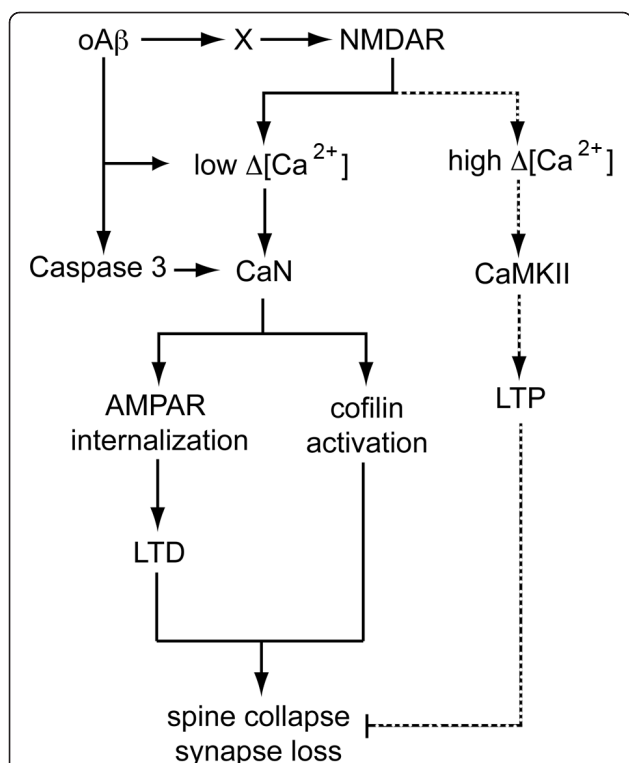 oAβ X NMDAR
low Δ[Ca²⁺] high Δ[Ca²⁺]
Caspase 3 CaN CaMKII
AMPAR
internalization
cofilin
activation
LTP
LTD
spine collapse
synapse loss